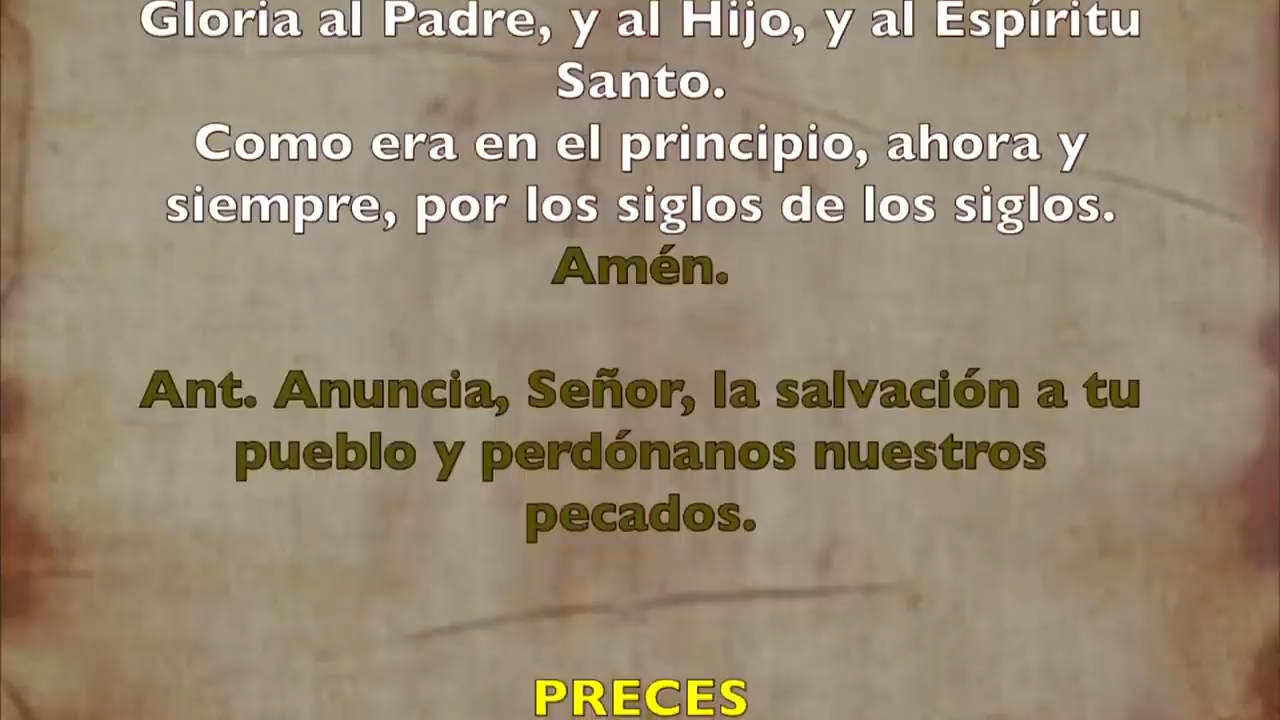 Gloria al Padre, y al Hijo, y al Espíritu
Santo.
Como era en el principio, ahora y
siempre, por los siglos de los siglos.
Amén.
Ant. Anuncia, Señor, la salvación a tu
pueblo y perdónanos nuestros
pecados.
PRECES